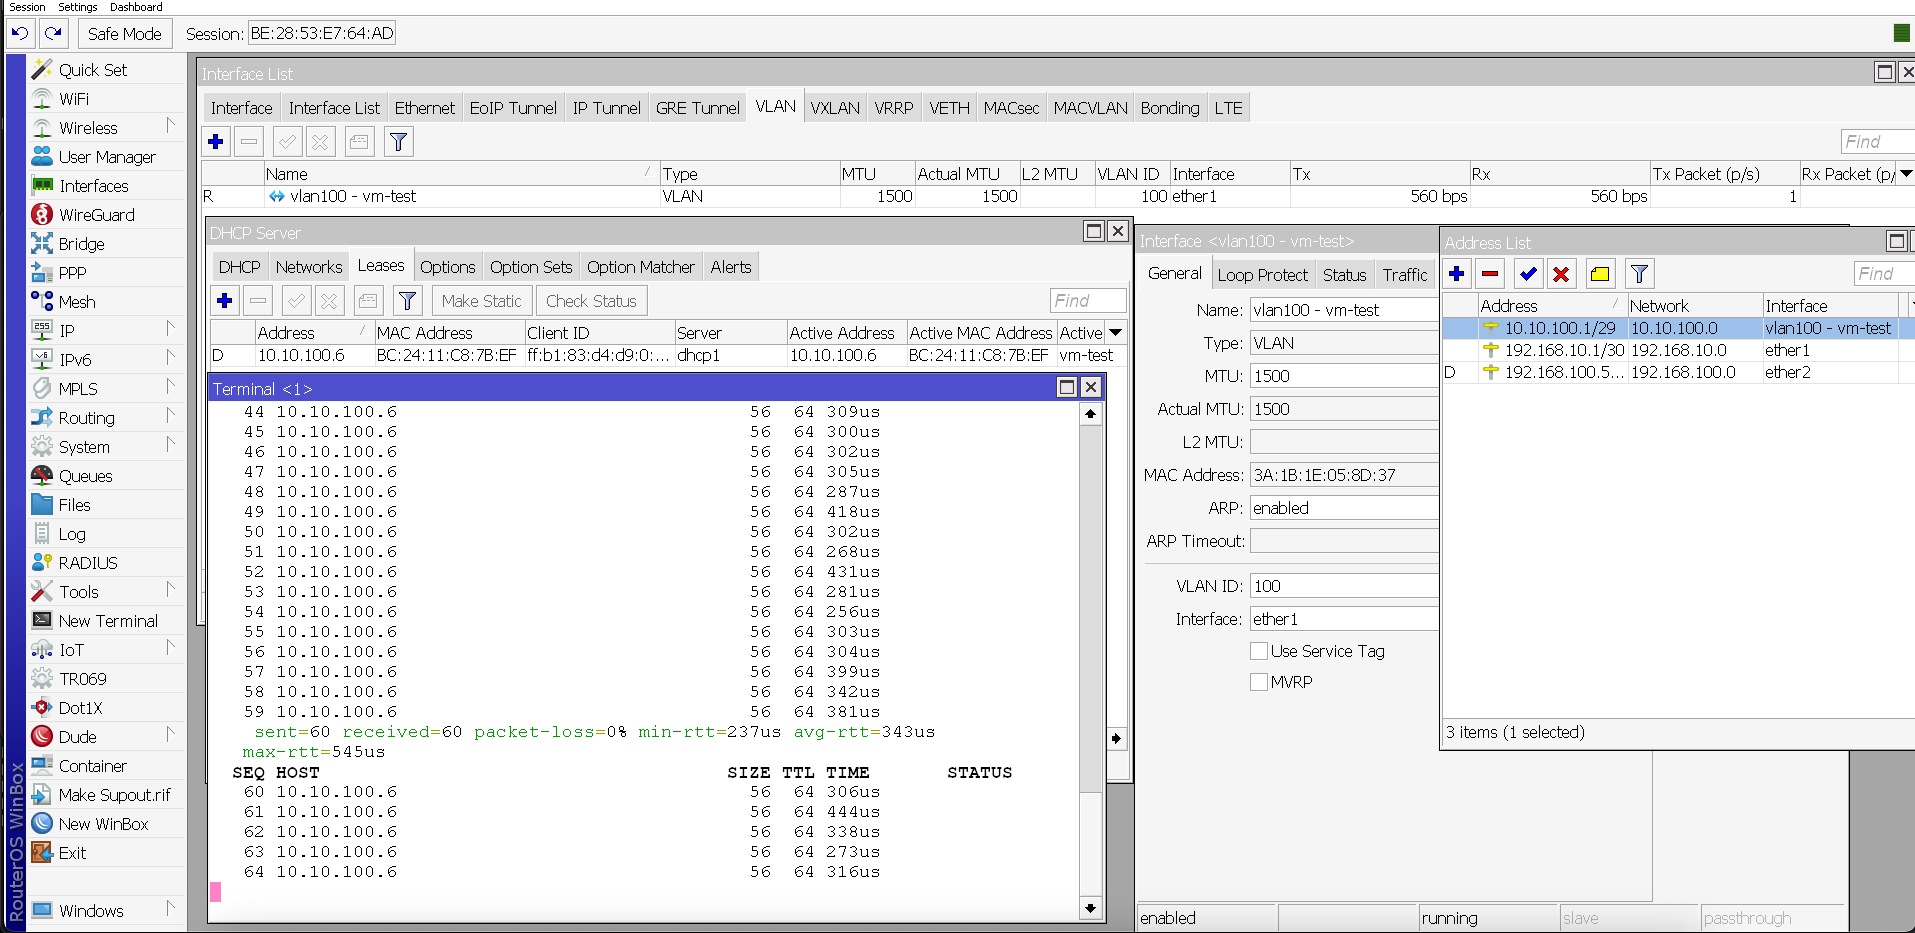 Session Settings Dashboard
Safe Mode Session: BE:28:53:E7:64:AD
RouterOS WinBox
Quick Set
WiFi
Wireless
User Manager
Interfaces
WireGuard
Bridge
PPP
Mesh
IP
IPv6
MPLS
Routing
System
Queues
Files
Log
RADIUS
Tools
New Terminal
IoT
TR069
Dot1X
Dude
Container
Make Supout.rif
New WinBox
Exit
Windows
Interface List
Interface Interface List Ethernet EoIP Tunnel IP Tunnel GRE Tunnel VLAN VXLAN VRRP VETH MACsec MACVLAN Bonding LTE
Find
Name Type MTU Actual MTU L2 MTU VLAN ID Interface Tx Rx Tx Packet (p/s) Rx Packet (p/
R vlan100 - vm-test VLAN 1500 1500 100 ether1 560 bps 560 bps 1
DHCP Server
DHCP Networks Leases Options Option Sets Option Matcher Alerts
Make Static Check Status Find
Address MAC Address Client ID Server Active Address Active MAC Address Active
D 10.10.100.6 BC:24:11:C8:7B:EF ff:b1:83:d4:d9:0:... dhcp1 10.10.100.6 BC:24:11:C8:7B:EF vm-test
Terminal <1>
44 10.10.100.6 56 64 309us
45 10.10.100.6 56 64 300us
46 10.10.100.6 56 64 302us
47 10.10.100.6 56 64 305us
48 10.10.100.6 56 64 287us
49 10.10.100.6 56 64 418us
50 10.10.100.6 56 64 302us
51 10.10.100.6 56 64 268us
52 10.10.100.6 56 64 431us
53 10.10.100.6 56 64 281us
54 10.10.100.6 56 64 256us
55 10.10.100.6 56 64 303us
56 10.10.100.6 56 64 304us
57 10.10.100.6 56 64 399us
58 10.10.100.6 56 64 342us
59 10.10.100.6 56 64 381us
sent=60 received=60 packet-loss=0% min-rtt=237us avg-rtt=343us
max-rtt=545us
SEQ HOST SIZE TTL TIME STATUS
60 10.10.100.6 56 64 306us
61 10.10.100.6 56 64 444us
62 10.10.100.6 56 64 338us
63 10.10.100.6 56 64 273us
64 10.10.100.6 56 64 316us
Interface <vlan100 - vm-test>
General Loop Protect Status Traffic
Name: vlan100 - vm-test
Type: VLAN
MTU: 1500
Actual MTU: 1500
L2 MTU:
MAC Address: 3A:1B:1E:05:8D:37
ARP: enabled
ARP Timeout:
VLAN ID: 100
Interface: ether1
Use Service Tag
MVRP
enabled running slave passthrough
Address List
Find
Address Network Interface
10.10.100.1/29 10.10.100.0 vlan100 - vm-test
192.168.10.1/30 192.168.10.0 ether1
D 192.168.100.5... 192.168.100.0 ether2
3 items (1 selected)